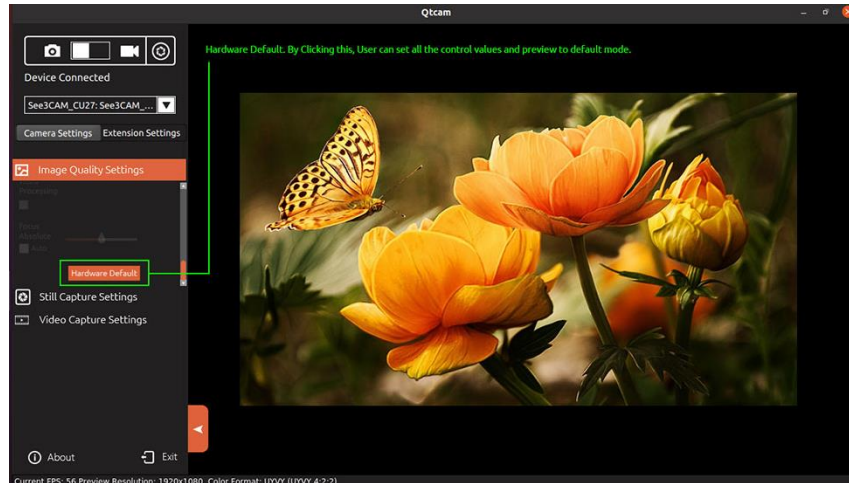 Qtcam
Hardware Default. By Clicking this, User can set all the control values and preview to default mode.
Device Connected
See3CAM_CU27: See3CAM_...
Camera Settings Extension Settings
Image Quality Settings
Processing
Focus
Absolute
Auto
Hardware Default
Still Capture Settings
Video Capture Settings
About Exit
Current FPS: 56 Preview Resolution: 1920x1080 Color Format: UYVY (UYVY 4:2:2)